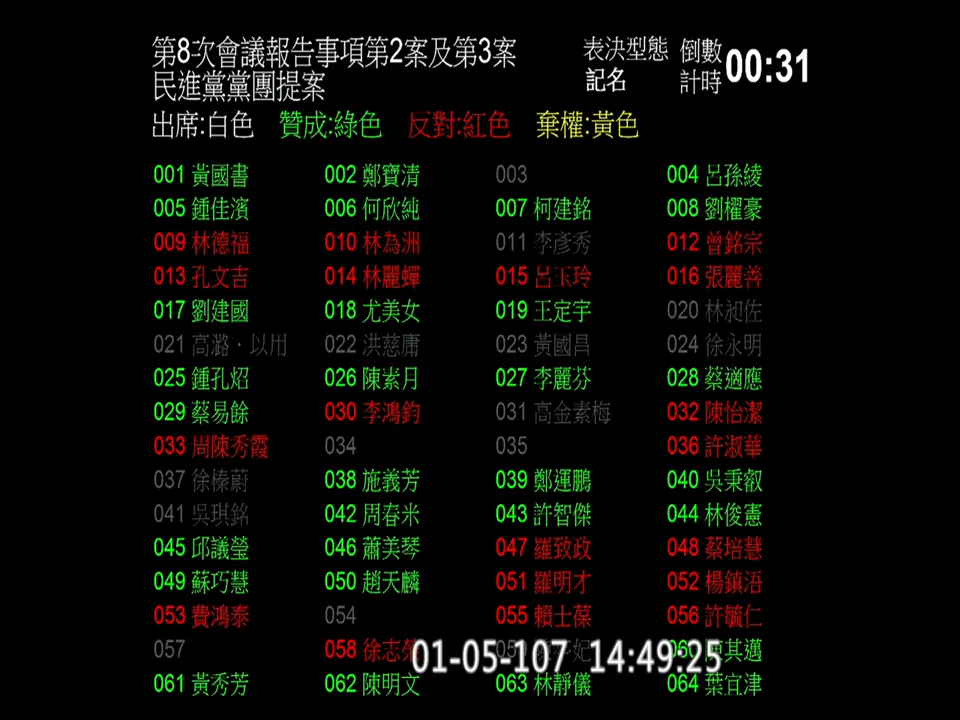 第8次會議報告事項第2案及第3案 表決型態 倒數 00:31
民進黨黨團提案 記名 計時
出席:白色 贊成:綠色 反對:紅色 棄權:黃色
001 黃國書 002 鄭寶清 003 004 呂孫綾
005 鍾佳濱 006 何欣純 007 柯建銘 008 劉櫂豪
009 林德福 010 林為洲 011 李彥秀 012 曾銘宗
013 孔文吉 014 林麗蟬 015 呂玉玲 016 張麗善
017 劉建國 018 尤美女 019 王定宇 020 林昶佐
021 高潞．以用 022 洪慈庸 023 黃國昌 024 徐永明
025 鍾孔炤 026 陳素月 027 李麗芬 028 蔡適應
029 蔡易餘 030 李鴻鈞 031 高金素梅 032 陳怡潔
033 周陳秀霞 034 035 036 許淑華
037 徐榛蔚 038 施義芳 039 鄭運鵬 040 吳秉叡
041 吳琪銘 042 周春米 043 許智傑 044 林俊憲
045 邱議瑩 046 蕭美琴 047 羅致政 048 蔡培慧
049 蘇巧慧 050 趙天麟 051 羅明才 052 楊鎮浯
053 費鴻泰 054 055 賴士葆 056 許毓仁
057 058 徐志榮 059 060 陳其邁
01-05-107 14:49:25
061 黃秀芳 062 陳明文 063 林靜儀 064 葉宜津